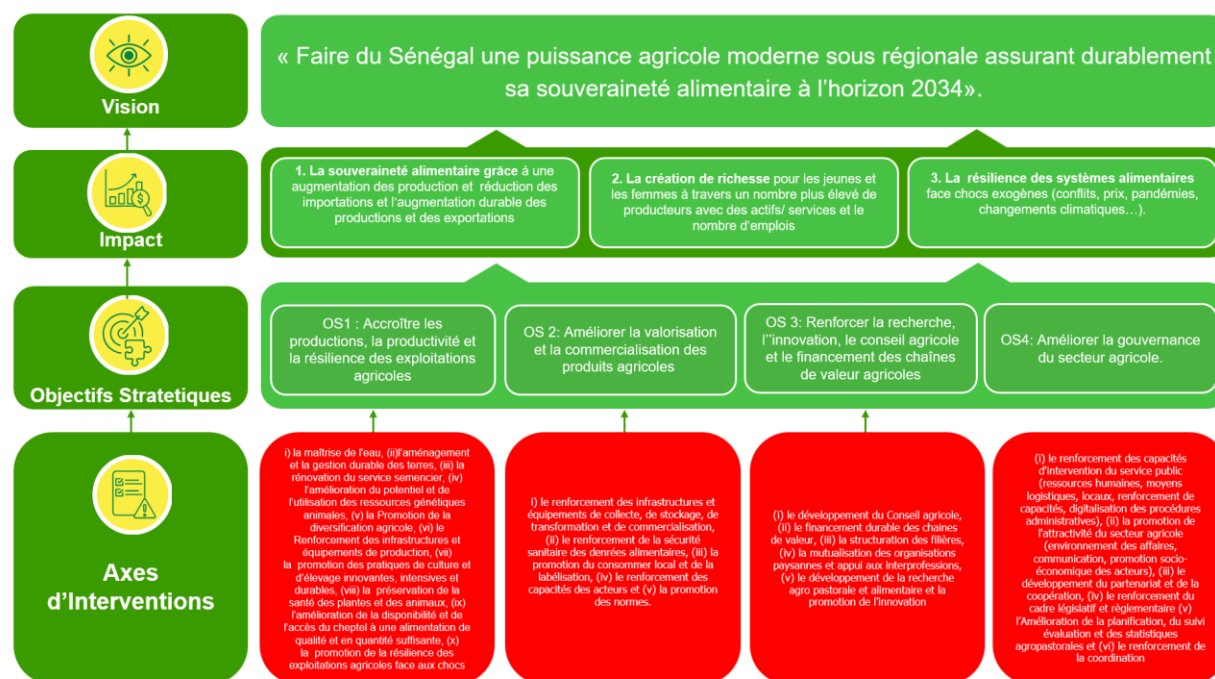 Vision
« Faire du Sénégal une puissance agricole moderne sous régionale assurant durablement
sa souveraineté alimentaire à l'horizon 2034».
Impact
1. La souveraineté alimentaire grâce à une
augmentation des production et réduction des
importations et l'augmentation durable des
productions et des exportations
2. La création de richesse pour les jeunes et
les femmes à travers un nombre plus élevé de
producteurs avec des actifs/ services et le
nombre d'emplois
3. La résilience des systèmes alimentaires
face chocs exogènes (conflits, prix, pandémies,
changements climatiques…).
Objectifs Stratetiques
OS1 : Accroître les
productions, la productivité et
la résilience des exploitations
agricoles
OS 2: Améliorer la valorisation
et la commercialisation des
produits agricoles
OS 3: Renforcer la recherche,
l''innovation, le conseil agricole
et le financement des chaînes
de valeur agricoles
OS4: Améliorer la gouvernance
du secteur agricole.
Axes
d'Interventions
i) la maîtrise de l'eau, (ii)l'aménagement
et la gestion durable des terres, (iii) la
rénovation du service semencier, (iv)
l'amélioration du potentiel et de
l'utilisation des ressources génétiques
animales, (v) la Promotion de la
diversification agricole, (vi) le
Renforcement des infrastructures et
équipements de production, (vii)
la promotion des pratiques de culture et
d'élevage innovantes, intensives et
durables, (viii) la préservation de la
santé des plantes et des animaux, (ix)
l'amélioration de la disponibilité et de
l'accès du cheptel à une alimentation de
qualité et en quantité suffisante, (x)
la promotion de la résilience des
exploitations agricoles face aux chocs
i) le renforcement des infrastructures et
équipements de collecte, de stockage, de
transformation et de commercialisation,
(ii) le renforcement de la sécurité
sanitaire des denrées alimentaires, (iii) la
promotion du consommer local et de la
labélisation, (iv) le renforcement des
capacités des acteurs et (v) la promotion
des normes.
(i) le développement du Conseil agricole,
(ii) le financement durable des chaines
de valeur, (iii) la structuration des filières,
(iv) la mutualisation des organisations
paysannes et appui aux interprofessions,
(v) le développement de la recherche
agro pastorale et alimentaire et la
promotion de l'innovation
(i) le renforcement des capacités
d'intervention du service public
(ressources humaines, moyens
logistiques, locaux, renforcement de
capacités, digitalisation des procédures
administratives), (ii) la promotion de
l'attractivité du secteur agricole
(environnement des affaires,
communication, promotion socio-
économique des acteurs), (iii) le
développement du partenariat et de la
coopération, (iv) le renforcement du
cadre législatif et règlementaire (v)
l'Amélioration de la planification, du suivi
évaluation et des statistiques
agropastorales et (vi) le renforcement de
la coordination